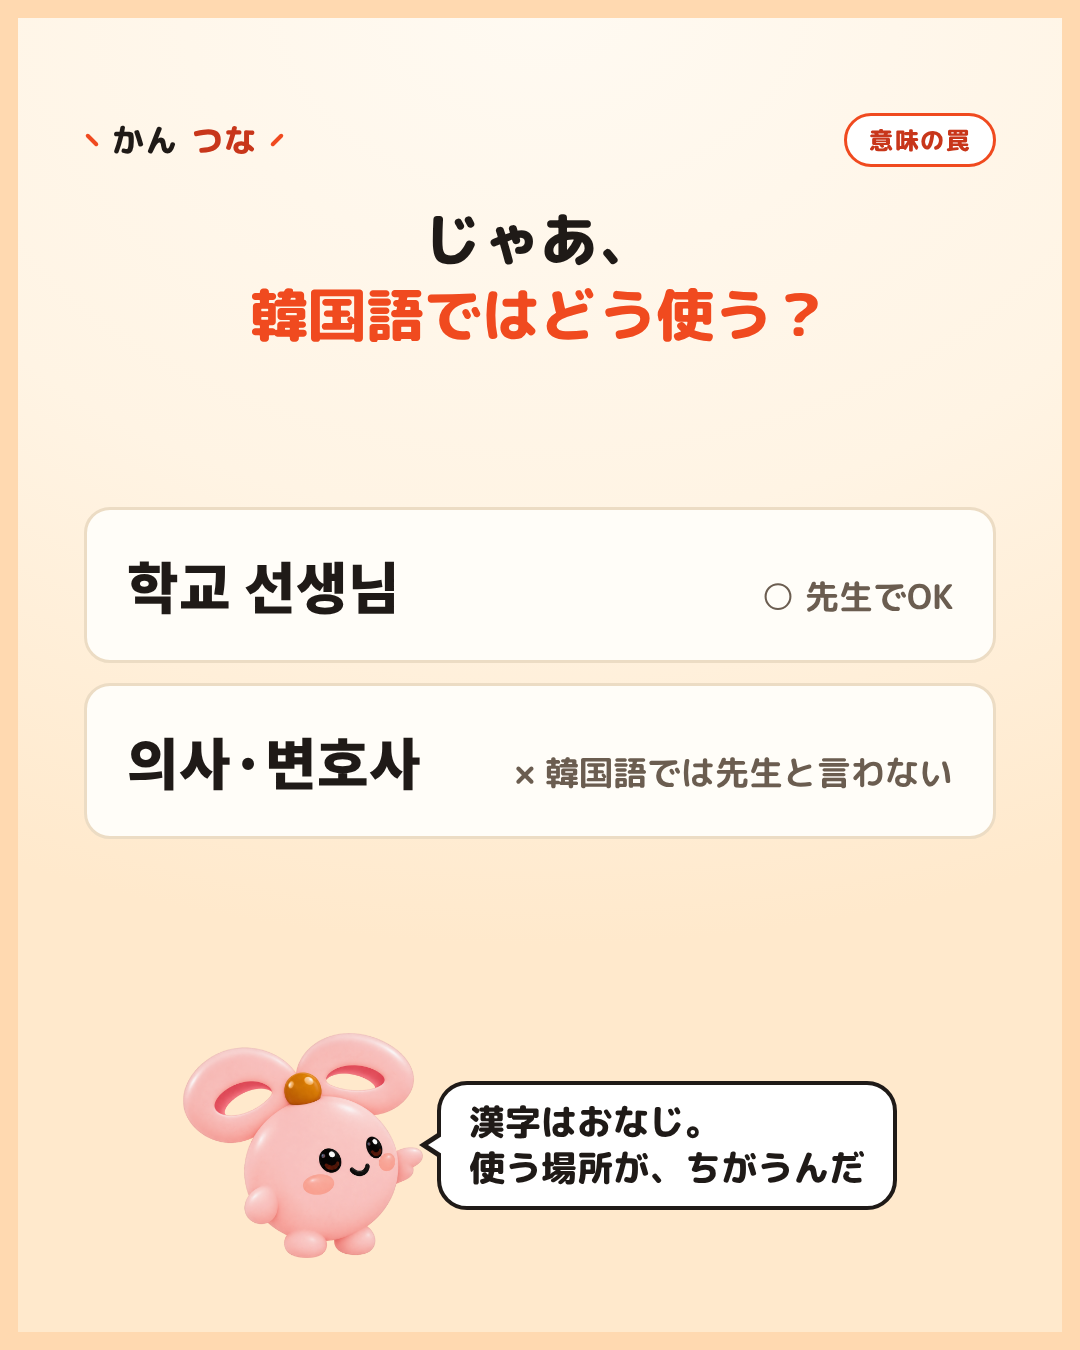 かんつな
意味の罠
じゃあ、
韓国語ではどう使う？
학교 선생님
○ 先生でOK
의사·변호사
× 韓国語では先生と言わない
漢字はおなじ。
使う場所が、ちがうんだ